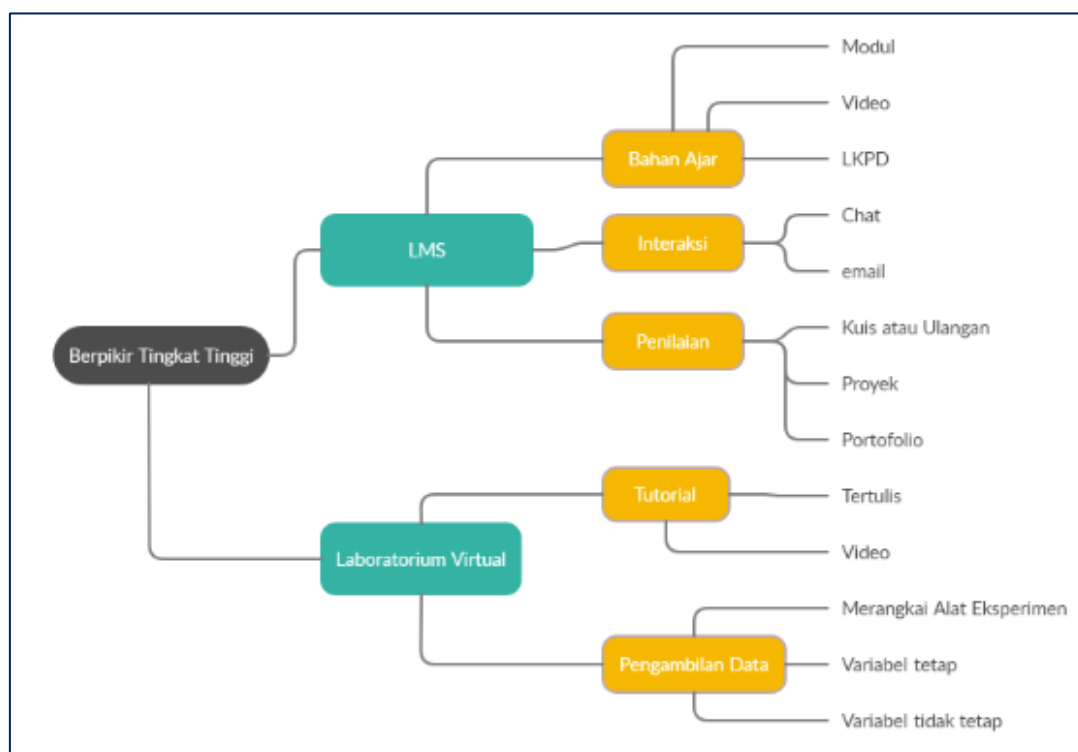 Berpikir Tingkat Tinggi
LMS
Bahan Ajar
Modul
Video
LKPD
Interaksi
Chat
email
Penilaian
Kuis atau Ulangan
Proyek
Portofolio
Laboratorium Virtual
Tutorial
Tertulis
Video
Pengambilan Data
Merangkai Alat Eksperimen
Variabel tetap
Variabel tidak tetap